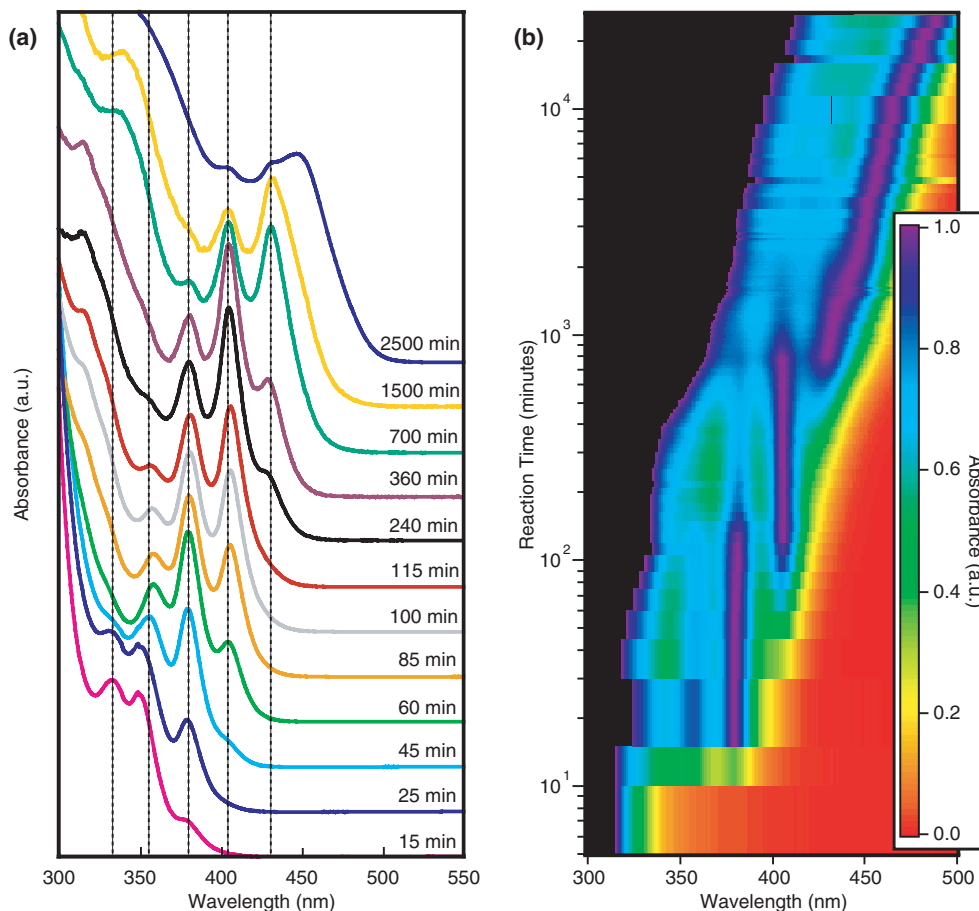 (a)
Absorbance (a.u.)
2500 min
1500 min
700 min
360 min
240 min
115 min
100 min
85 min
60 min
45 min
25 min
15 min
300 350 400 450 500 550
Wavelength (nm)
(b)
Reaction Time (minutes)
10⁴
10³
10²
10¹
300 350 400 450 500
Wavelength (nm)
1.0
0.8
0.6
0.4
0.2
0.0
Absorbance (a.u.)